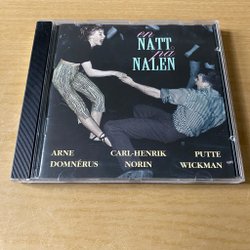 en
NATT
på
NALEN
ARNE DOMNÉRUS
CARL-HENRIK NORIN
PUTTE WICKMAN